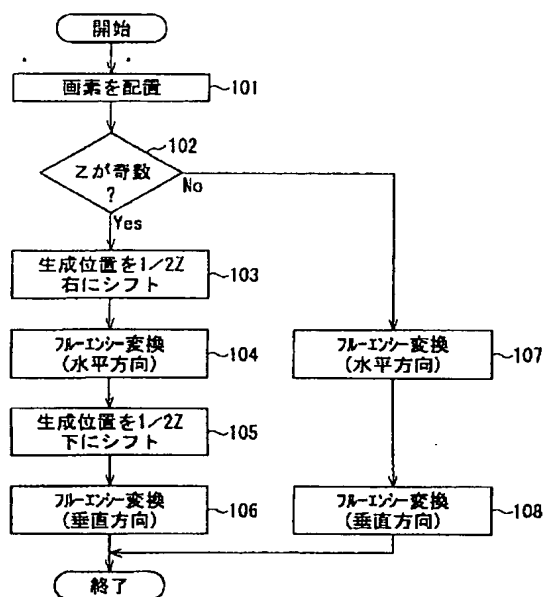 開始
画素を配置
101
102
Zが奇数
?
No
Yes
生成位置を1/2Z
右にシフト
103
フルーエンシー変換
(水平方向)
104
フルーエンシー変換
(水平方向)
107
生成位置を1/2Z
下にシフト
105
フルーエンシー変換
(垂直方向)
106
フルーエンシー変換
(垂直方向)
108
終了